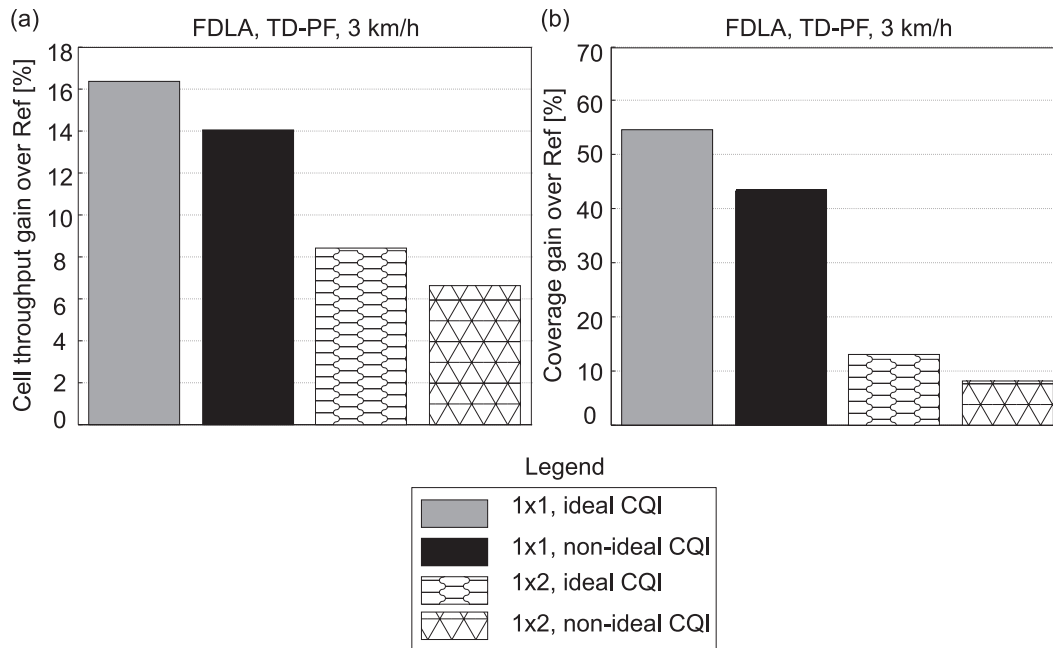 (a)
FDLA, TD-PF, 3 km/h
Cell throughput gain over Ref [%]
18
16
14
12
10
8
6
4
2
0
(b)
FDLA, TD-PF, 3 km/h
Coverage gain over Ref [%]
70
60
50
40
30
20
10
0
Legend
1x1, ideal CQI
1x1, non-ideal CQI
1x2, ideal CQI
1x2, non-ideal CQI